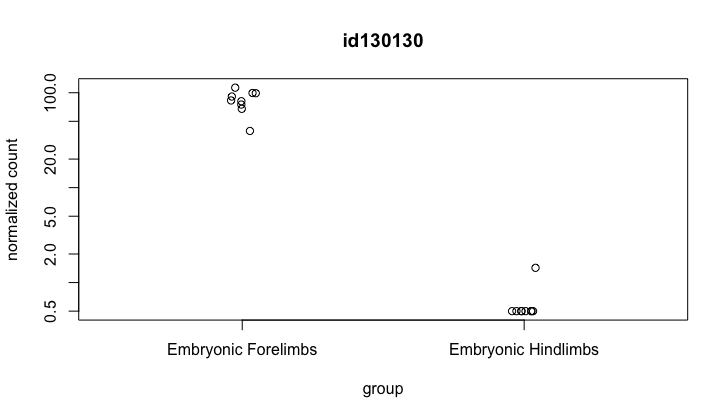 id130130
normalized count
100.0
20.0
5.0
2.0
0.5
Embryonic Forelimbs
Embryonic Hindlimbs
group